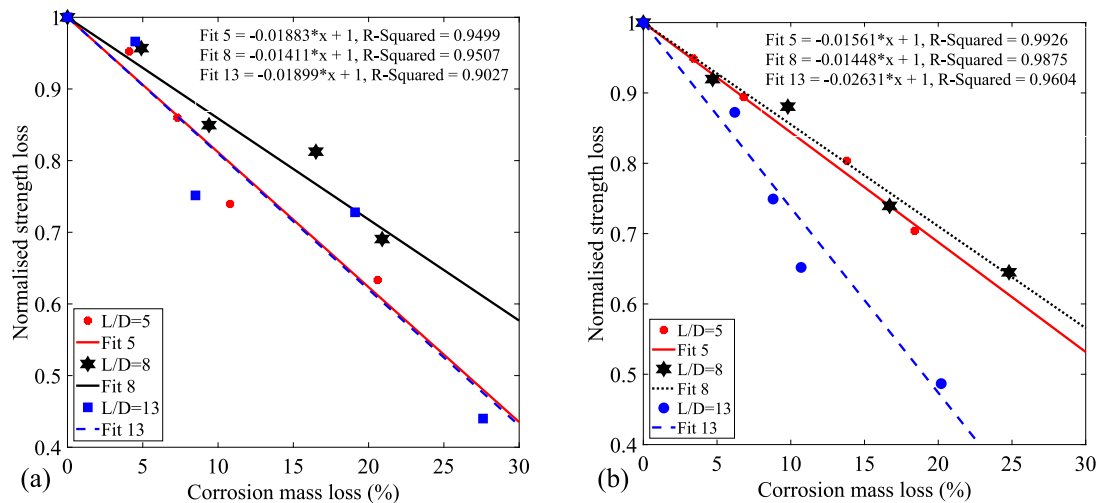 Fit 5 = -0.01883*x + 1, R-Squared = 0.9499
Fit 8 = -0.01411*x + 1, R-Squared = 0.9507
Fit 13 = -0.01899*x + 1, R-Squared = 0.9027
Normalised strength loss
1
0.9
0.8
0.7
0.6
0.5
0.4
L/D=5
Fit 5
L/D=8
Fit 8
L/D=13
Fit 13
0 5 10 15 20 25 30
(a)
Corrosion mass loss (%)
Fit 5 = -0.01561*x + 1, R-Squared = 0.9926
Fit 8 = -0.01448*x + 1, R-Squared = 0.9875
Fit 13 = -0.02631*x + 1, R-Squared = 0.9604
Normalised strength loss
1
0.9
0.8
0.7
0.6
0.5
0.4
L/D=5
Fit 5
L/D=8
Fit 8
L/D=13
Fit 13
0 5 10 15 20 25 30
(b)
Corrosion mass loss (%)